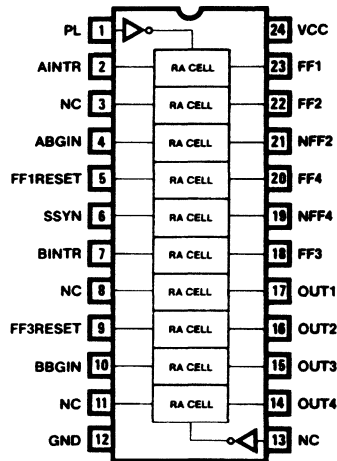 PL 1 24 VCC
AINTR 2 RA CELL 23 FF1
NC 3 RA CELL 22 FF2
ABGIN 4 RA CELL 21 NFF2
FF1RESET 5 RA CELL 20 FF4
SSYN 6 RA CELL 19 NFF4
BINTR 7 RA CELL 18 FF3
NC 8 RA CELL 17 OUT1
FF3RESET 9 RA CELL 16 OUT2
BBGIN 10 RA CELL 15 OUT3
NC 11 RA CELL 14 OUT4
GND 12 13 NC